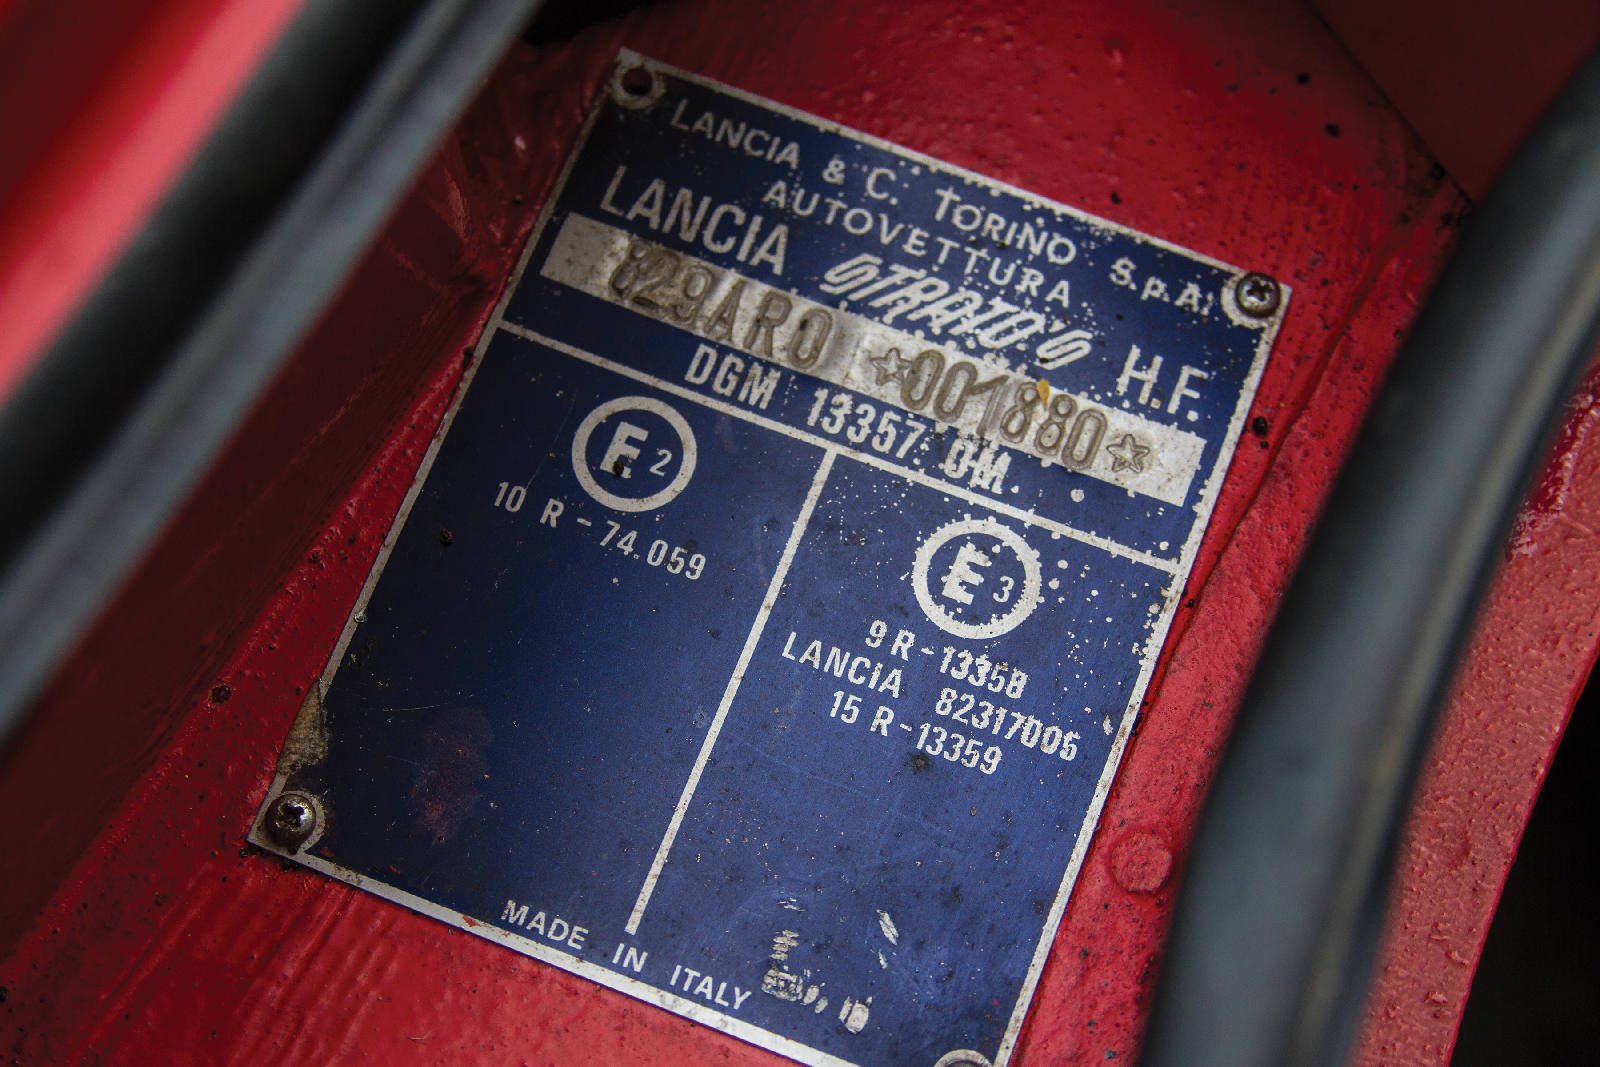 LANCIA & C. TORINO S.p.A.
AUTOVETTURA
LANCIA STRATO'S H.F.
829AR0 ☆001880☆
DGM 13357 OM
E2
10 R - 74.059
E3
9 R - 13358
LANCIA 82317005
15 R - 13359
MADE IN ITALY